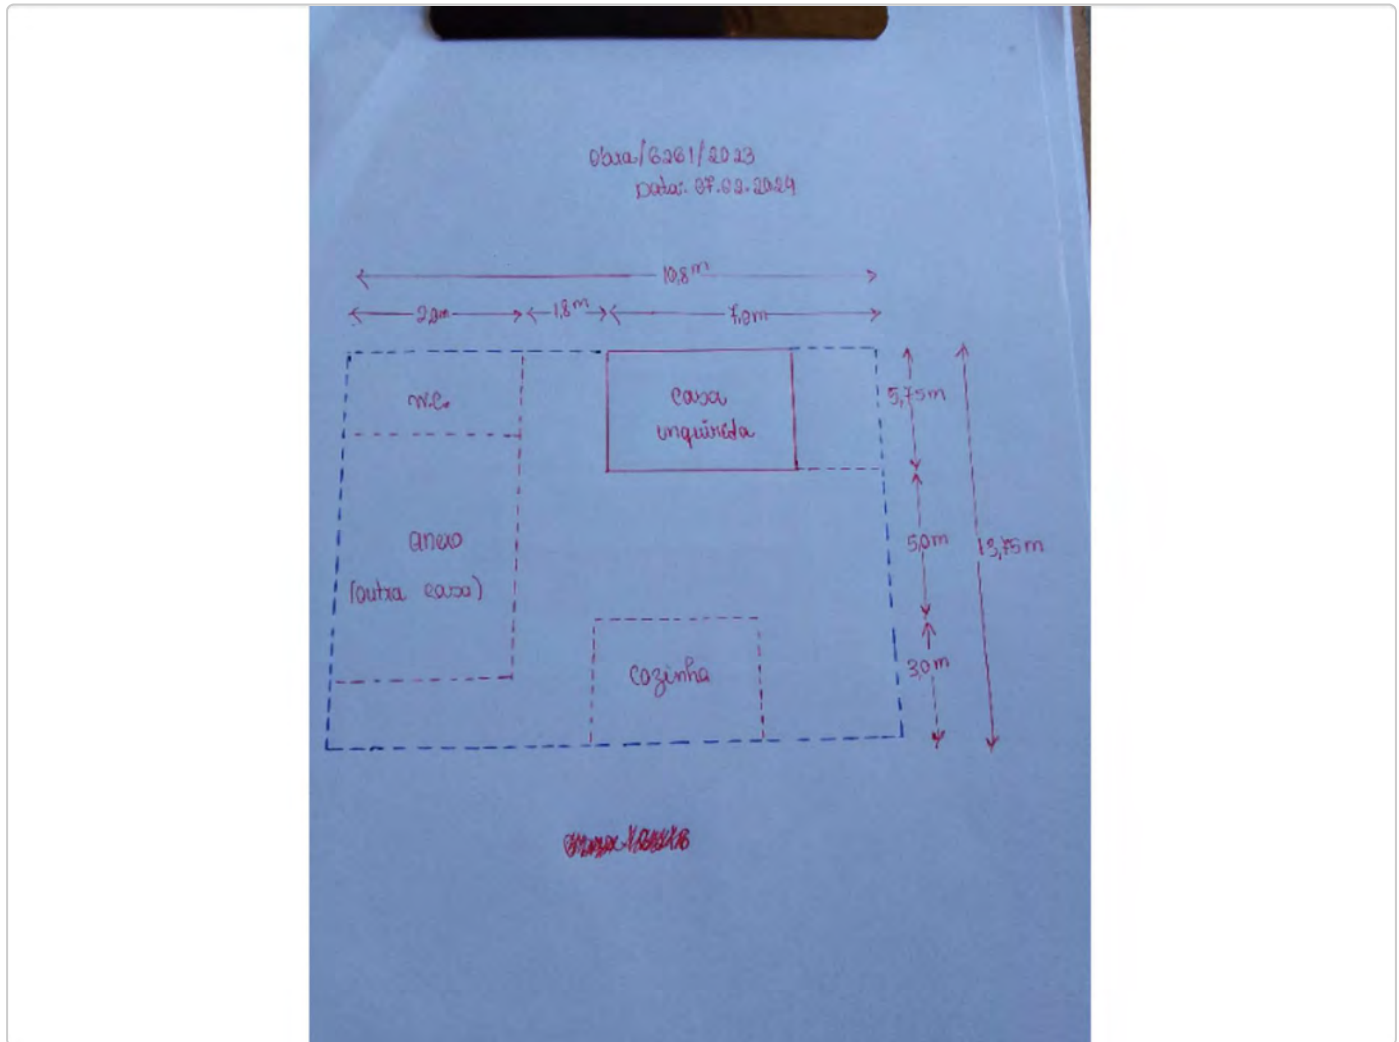 Obra/6261/2023
Data: 07.02.2024
10,8m
2,0m
1,8m
7,0m
W.C.
casa
inquirida
5,75m
anexo
(outra casa)
5,0m
13,75m
cozinha
3,0m